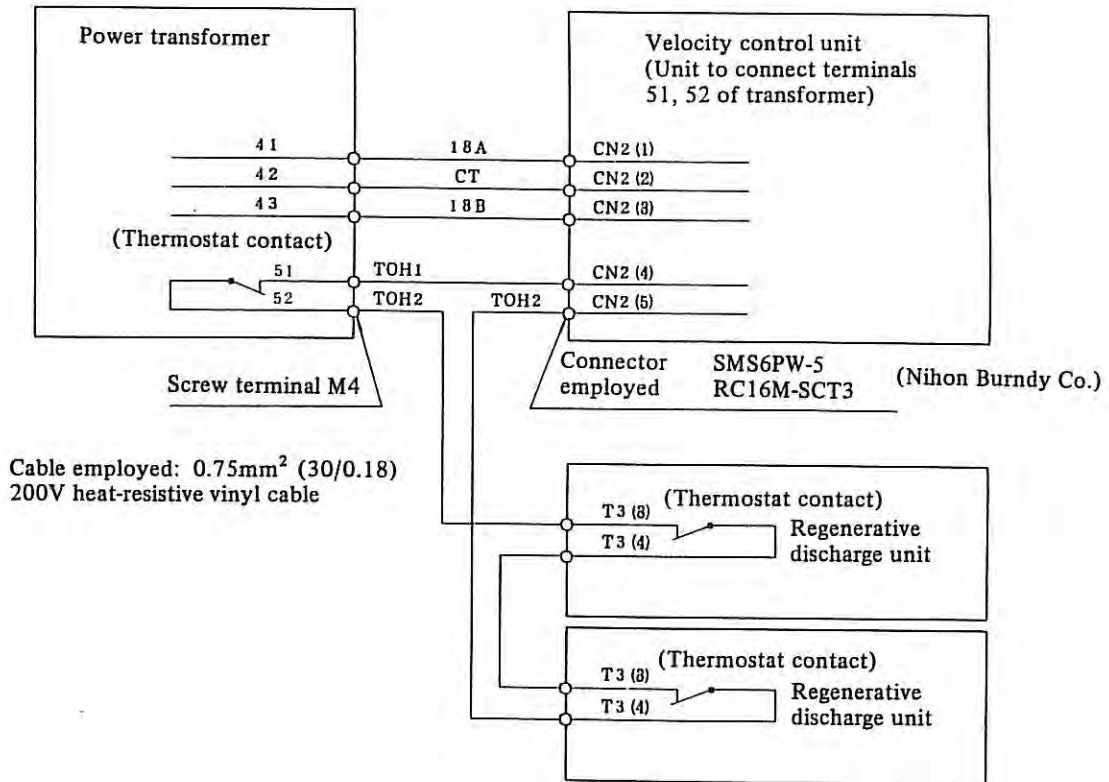 Power transformer
Velocity control unit
(Unit to connect terminals
51, 52 of transformer)
41 18A CN2 (1)
42 CT CN2 (2)
43 18B CN2 (3)
(Thermostat contact)
51 TOH1 CN2 (4)
52 TOH2 TOH2 CN2 (5)
Screw terminal M4
Connector SMS6PW-5
employed RC16M-SCT3
(Nihon Burndy Co.)
Cable employed: 0.75mm² (30/0.18)
200V heat-resistive vinyl cable
(Thermostat contact)
T3 (3)
T3 (4)
Regenerative
discharge unit
(Thermostat contact)
T3 (3)
T3 (4)
Regenerative
discharge unit